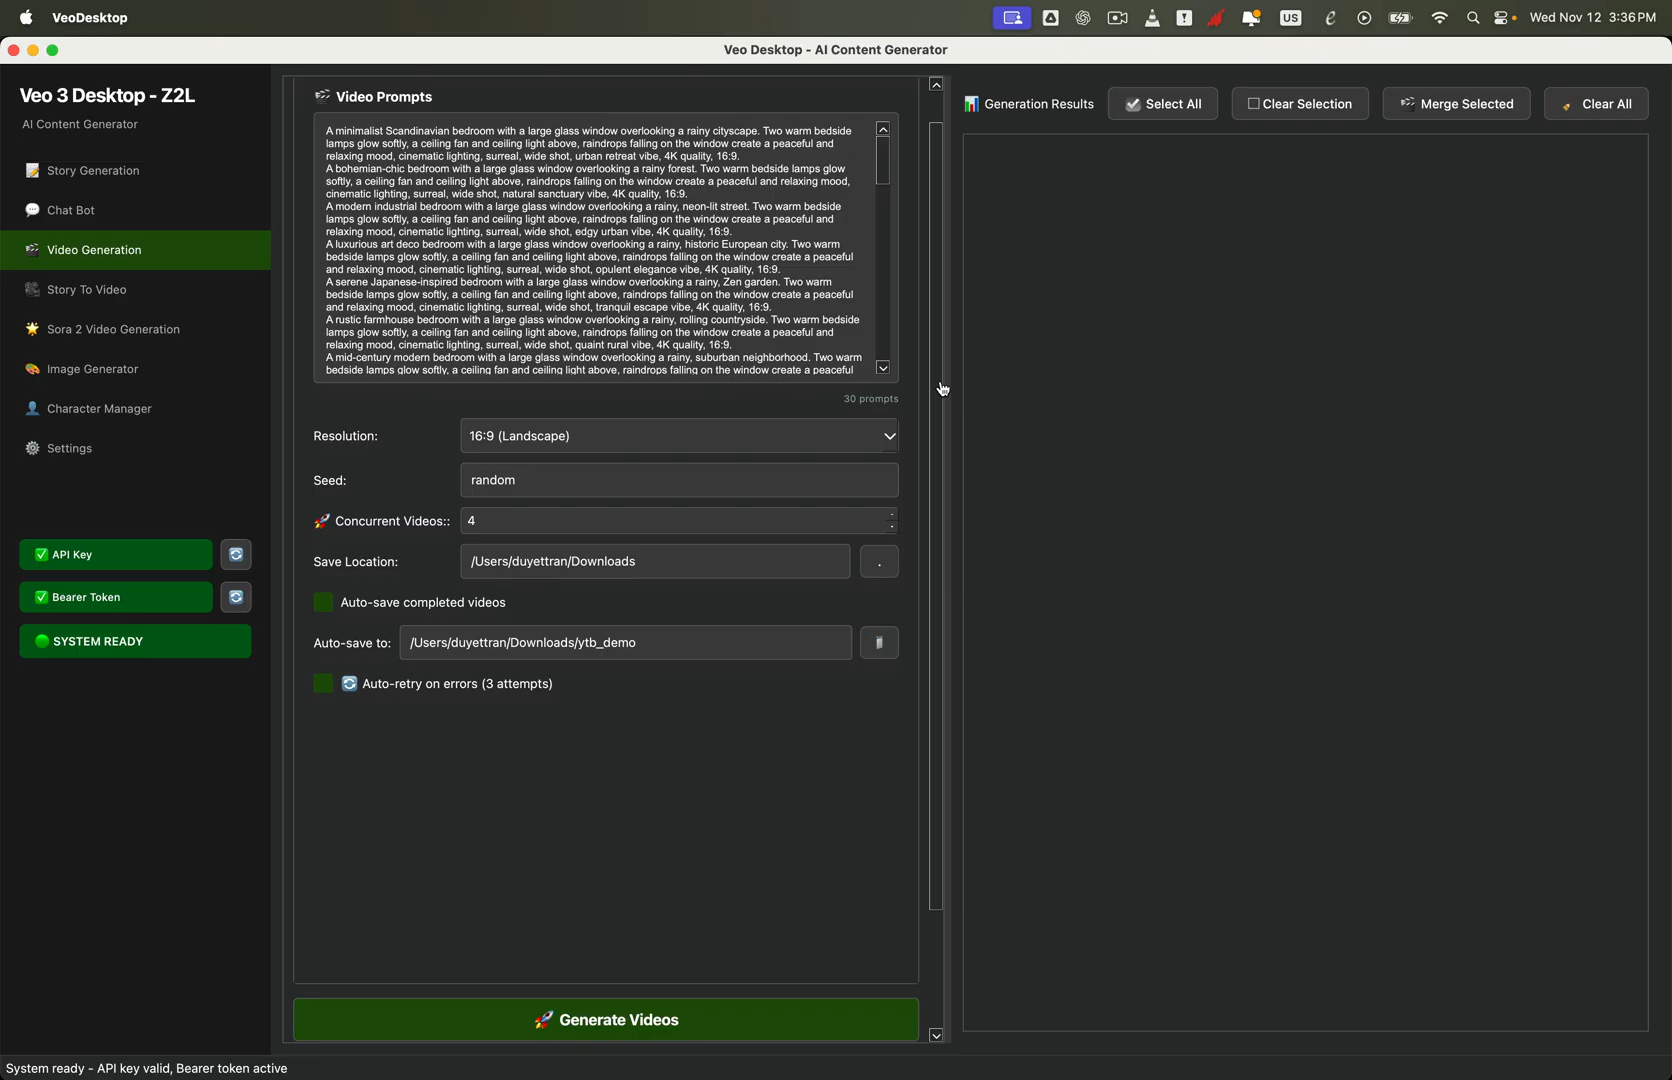 VeoDesktop
US
Wed Nov 12 3:36PM
Veo Desktop - AI Content Generator
Veo 3 Desktop - Z2L
AI Content Generator
Story Generation
Chat Bot
Video Generation
Story To Video
Sora 2 Video Generation
Image Generator
Character Manager
Settings
API Key
Bearer Token
SYSTEM READY
Video Prompts
A minimalist Scandinavian bedroom with a large glass window overlooking a rainy cityscape. Two warm bedside
lamps glow softly, a ceiling fan and ceiling light above, raindrops falling on the window create a peaceful and
relaxing mood, cinematic lighting, surreal, wide shot, urban retreat vibe, 4K quality, 16:9.
A bohemian-chic bedroom with a large glass window overlooking a rainy forest. Two warm bedside lamps glow
softly, a ceiling fan and ceiling light above, raindrops falling on the window create a peaceful and relaxing mood,
cinematic lighting, surreal, wide shot, natural sanctuary vibe, 4K quality, 16:9.
A modern industrial bedroom with a large glass window overlooking a rainy, neon-lit street. Two warm bedside
lamps glow softly, a ceiling fan and ceiling light above, raindrops falling on the window create a peaceful and
relaxing mood, cinematic lighting, surreal, wide shot, edgy urban vibe, 4K quality, 16:9.
A luxurious art deco bedroom with a large glass window overlooking a rainy, historic European city. Two warm
bedside lamps glow softly, a ceiling fan and ceiling light above, raindrops falling on the window create a peaceful
and relaxing mood, cinematic lighting, surreal, wide shot, opulent elegance vibe, 4K quality, 16:9.
A serene Japanese-inspired bedroom with a large glass window overlooking a rainy, Zen garden. Two warm
bedside lamps glow softly, a ceiling fan and ceiling light above, raindrops falling on the window create a peaceful
and relaxing mood, cinematic lighting, surreal, wide shot, tranquil escape vibe, 4K quality, 16:9.
A rustic farmhouse bedroom with a large glass window overlooking a rainy, rolling countryside. Two warm bedside
lamps glow softly, a ceiling fan and ceiling light above, raindrops falling on the window create a peaceful and
relaxing mood, cinematic lighting, surreal, wide shot, quaint rural vibe, 4K quality, 16:9.
A mid-century modern bedroom with a large glass window overlooking a rainy, suburban neighborhood. Two warm
bedside lamps glow softly, a ceiling fan and ceiling light above, raindrops falling on the window create a peaceful
30 prompts
Resolution:
16:9 (Landscape)
Seed:
random
Concurrent Videos::
4
Save Location:
/Users/duyettran/Downloads
.
Auto-save completed videos
Auto-save to:
/Users/duyettran/Downloads/ytb_demo
Auto-retry on errors (3 attempts)
Generate Videos
Generation Results
Select All
Clear Selection
Merge Selected
Clear All
System ready - API key valid, Bearer token active